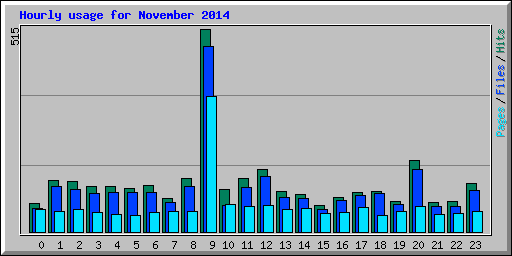 Hourly usage for November 2014
515
Pages/Files/Hits
0 1 2 3 4 5 6 7 8 9 10 11 12 13 14 15 16 17 18 19 20 21 22 23